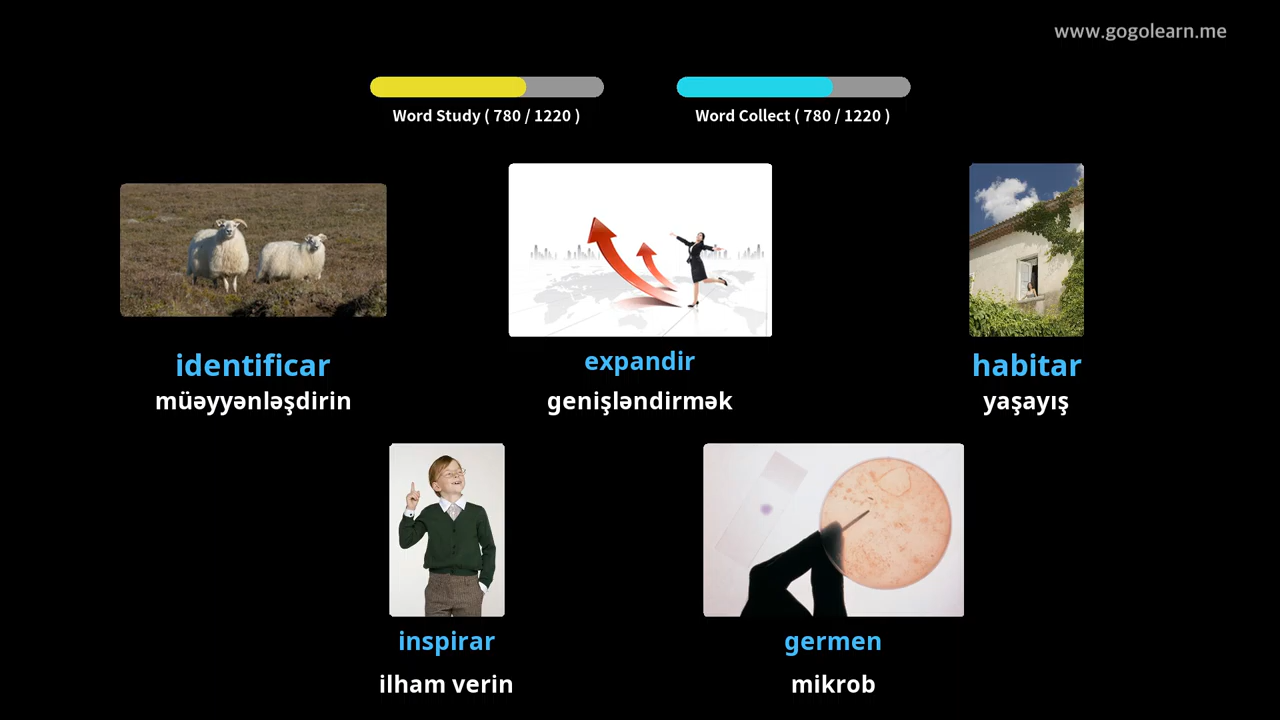 www.gogolearn.me
Word Study ( 780 / 1220 )
Word Collect ( 780 / 1220 )
identificar
müəyyənləşdirin
expandir
genişləndirmək
habitar
yaşayış
inspirar
ilham verin
germen
mikrob